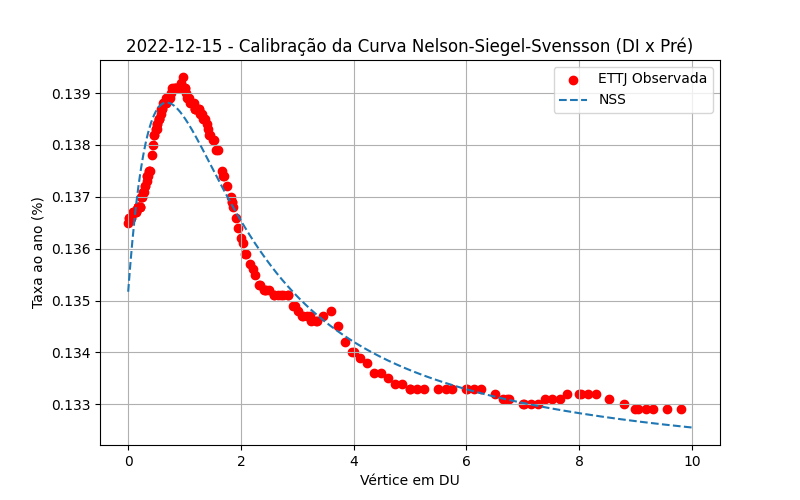 2022-12-15 - Calibração da Curva Nelson-Siegel-Svensson (DI x Pré)
ETTJ Observada
NSS
Taxa ao ano (%)
0.139
0.138
0.137
0.136
0.135
0.134
0.133
0 2 4 6 8 10
Vértice em DU